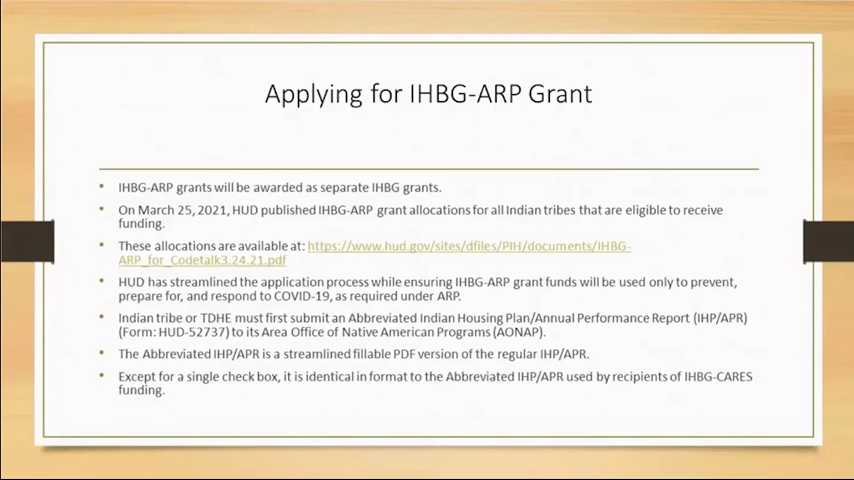 Applying for IHBG-ARP Grant
• IHBG-ARP grants will be awarded as separate IHBG grants.
• On March 25, 2021, HUD published IHBG-ARP grant allocations for all Indian tribes that are eligible to receive
funding.
• These allocations are available at: https://www.hud.gov/sites/dfiles/PIH/documents/IHBG-
ARP_for_Codetalk3.24.21.pdf
• HUD has streamlined the application process while ensuring IHBG-ARP grant funds will be used only to prevent,
prepare for, and respond to COVID-19, as required under ARP.
• Indian tribe or TDHE must first submit an Abbreviated Indian Housing Plan/Annual Performance Report (IHP/APR)
(Form: HUD-52737) to its Area Office of Native American Programs (AONAP).
• The Abbreviated IHP/APR is a streamlined fillable PDF version of the regular IHP/APR.
• Except for a single check box, it is identical in format to the Abbreviated IHP/APR used by recipients of IHBG-CARES
funding.